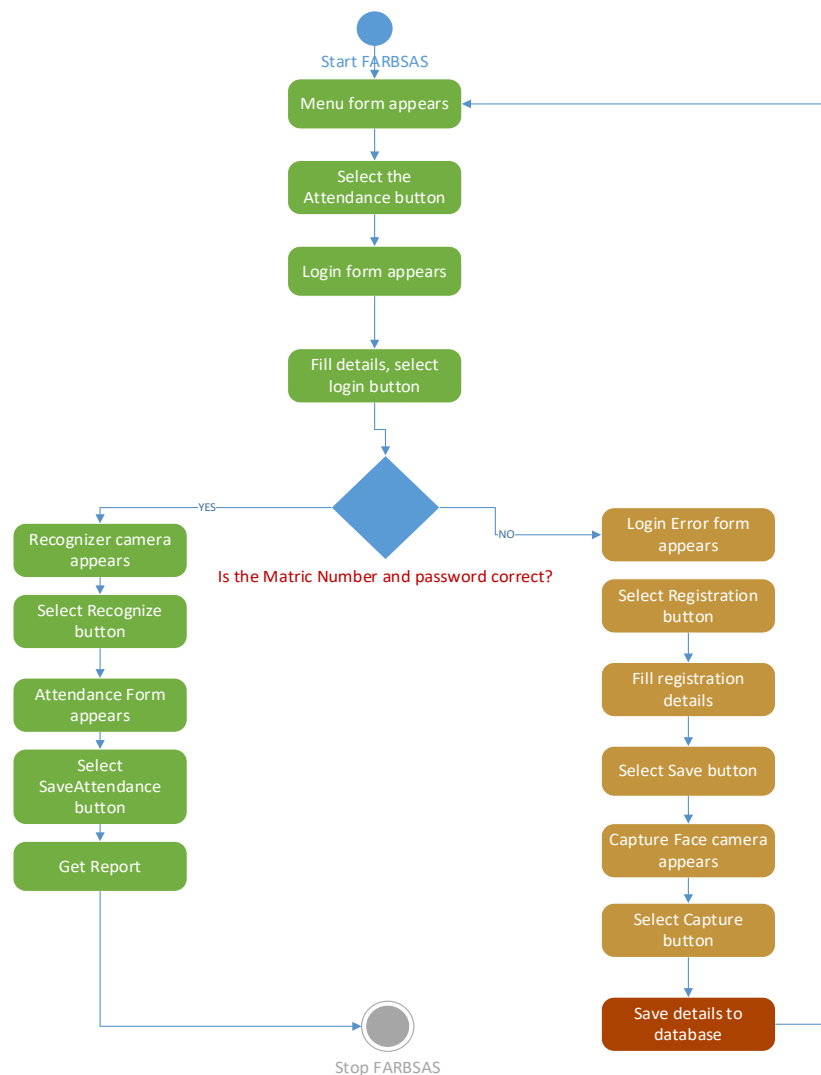 Start FARBSAS
Menu form appears
Select the
Attendance button
Login form appears
Fill details, select
login button
YES
NO
Is the Matric Number and password correct?
Recognizer camera
appears
Select Recognize
button
Attendance Form
appears
Select
SaveAttendance
button
Get Report
Login Error form
appears
Select Registration
button
Fill registration
details
Select Save button
Capture Face camera
appears
Select Capture
button
Save details to
database
Stop FARBSAS